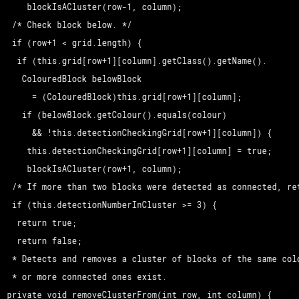 blockIsACluster(row-1, column);
/* Check block below. */
if (row+1 < grid.length) {
if (this.grid[row+1][column].getClass().getName().
ColouredBlock belowBlock
= (ColouredBlock)this.grid[row+1][column];
if (belowBlock.getColour().equals(colour)
&& !this.detectionCheckingGrid[row+1][column]) {
this.detectionCheckingGrid[row+1][column] = true;
blockIsACluster(row+1, column);
/* If more than two blocks were detected as connected, ret
if (this.detectionNumberInCluster >= 3) {
return true;
return false;
* Detects and removes a cluster of blocks of the same colo
* or more connected ones exist.
private void removeClusterFrom(int row, int column) {